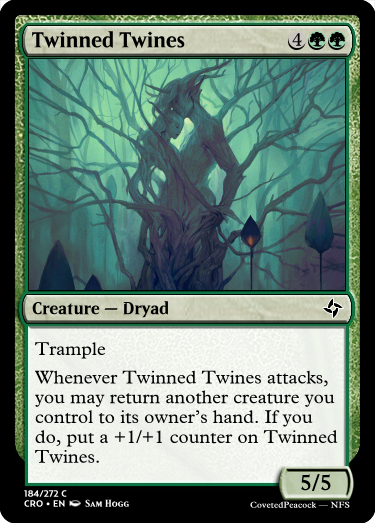 Twinned Twines 4
Creature — Dryad
Trample
Whenever Twinned Twines attacks,
you may return another creature you
control to its owner's hand. If you
do, put a +1/+1 counter on Twinned
Twines.
5/5
184/272 C
CRO • EN Sam Hogg
CovetedPeacock — NFS